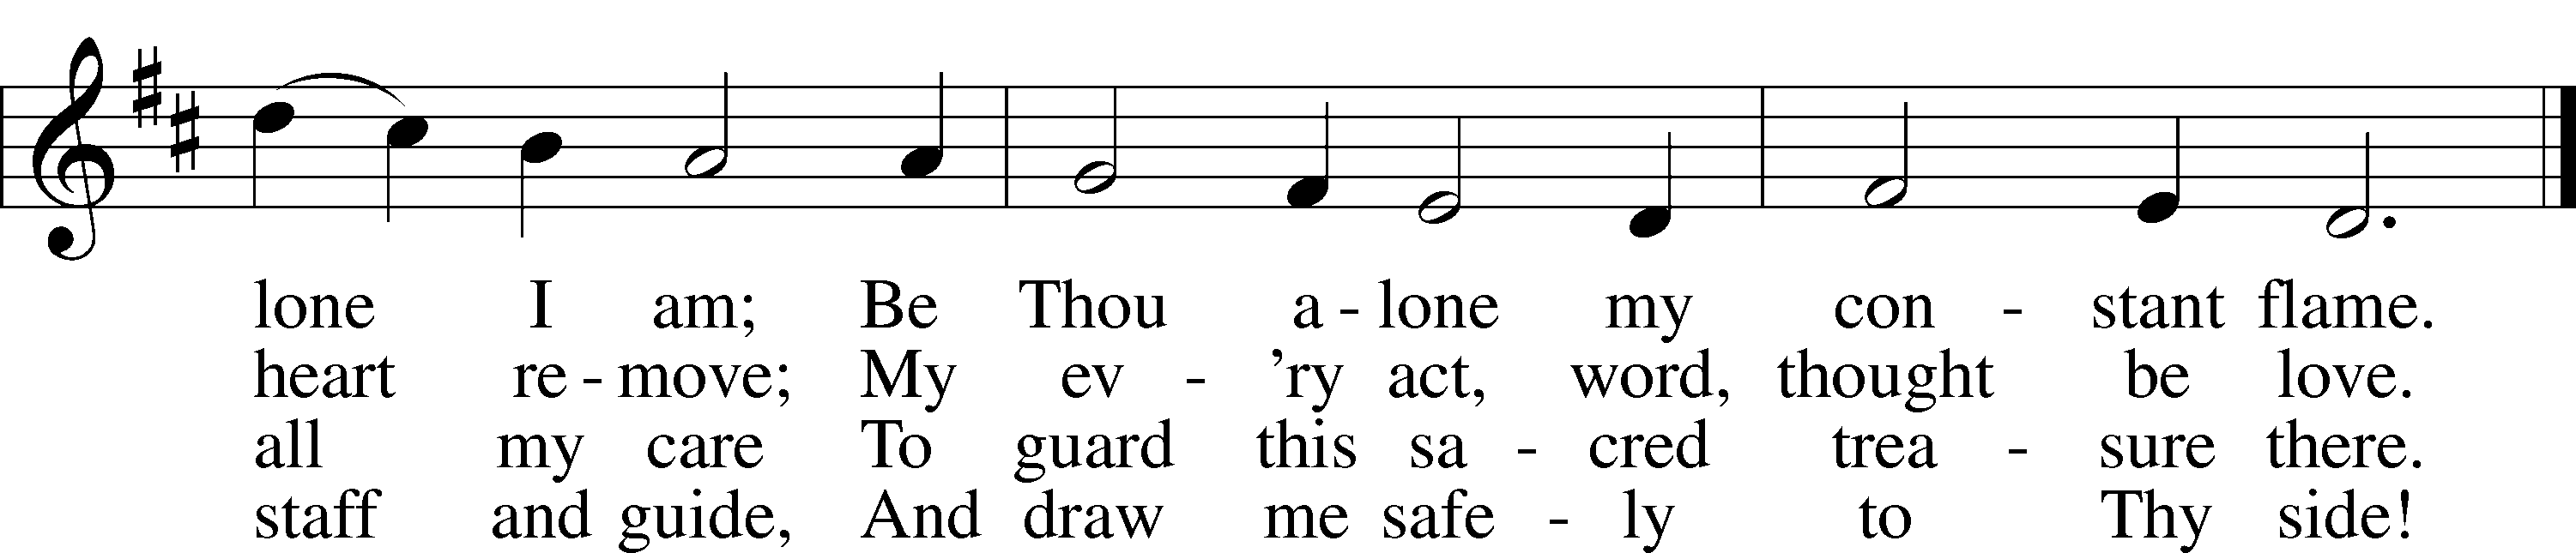 lone I am; Be Thou a - lone my con - stant flame.
heart re - move; My ev - ’ry act, word, thought be love.
all my care To guard this sa - cred trea - sure there.
staff and guide, And draw me safe - ly to Thy side!